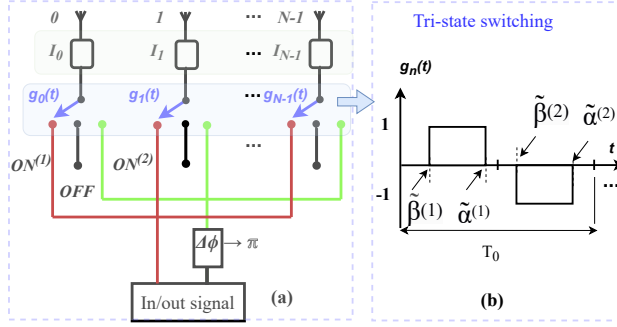 0 1 ... N-1
I0 I1 ... IN-1
g0(t) g1(t) ... gN-1(t)
ON(1) ON(2) ...
OFF
Δϕ → π
In/out signal (a)
Tri-state switching
gn(t)
1
β̃(2) α̃(2)
t
...
-1
β̃(1) α̃(1)
T0
(b)